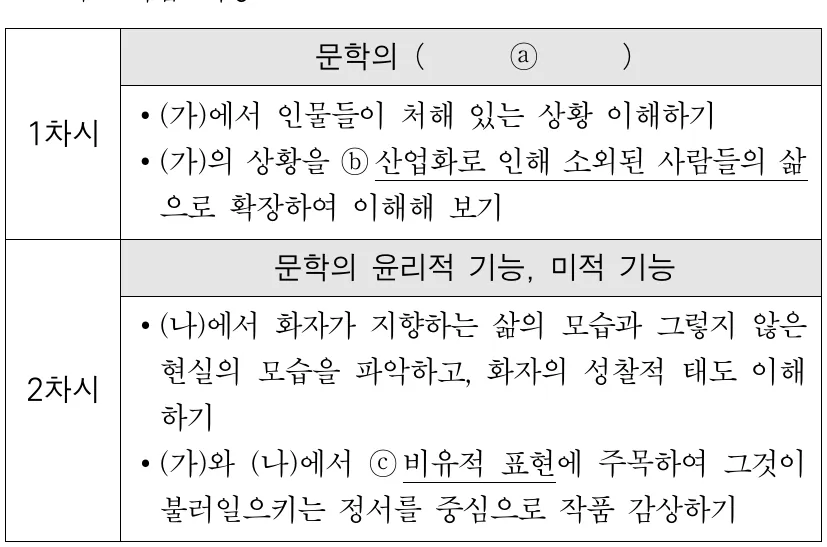 1차시
문학의 ( ⓐ )
•(가)에서 인물들이 처해 있는 상황 이해하기
•(가)의 상황을 ⓑ산업화로 인해 소외된 사람들의 삶
으로 확장하여 이해해 보기
2차시
문학의 윤리적 기능, 미적 기능
•(나)에서 화자가 지향하는 삶의 모습과 그렇지 않은
현실의 모습을 파악하고, 화자의 성찰적 태도 이해
하기
•(가)와 (나)에서 ⓒ비유적 표현에 주목하여 그것이
불러일으키는 정서를 중심으로 작품 감상하기